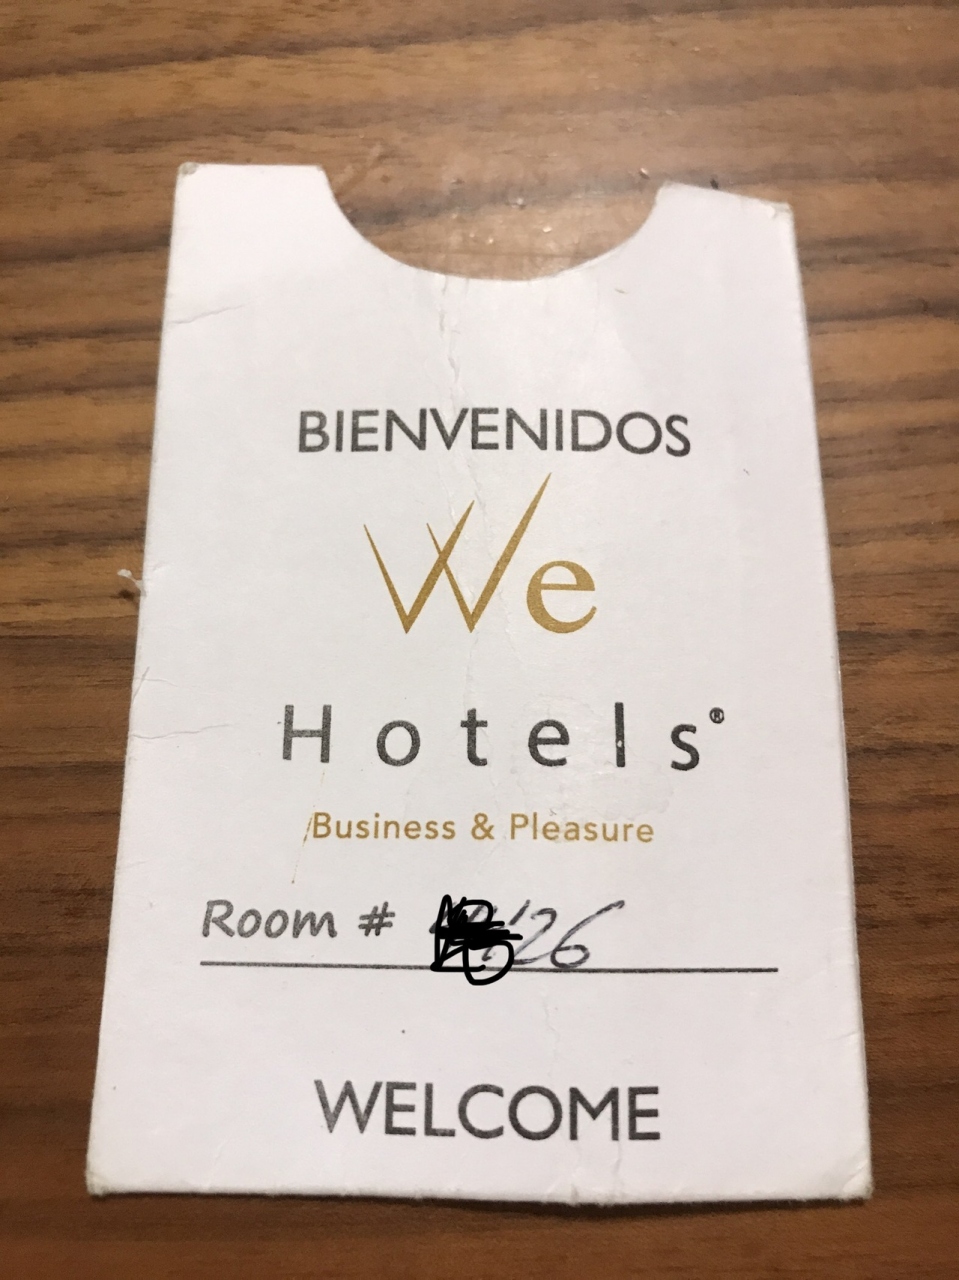 BIENVENIDOS
We
Hotels®
Business & Pleasure
Room # 26
WELCOME